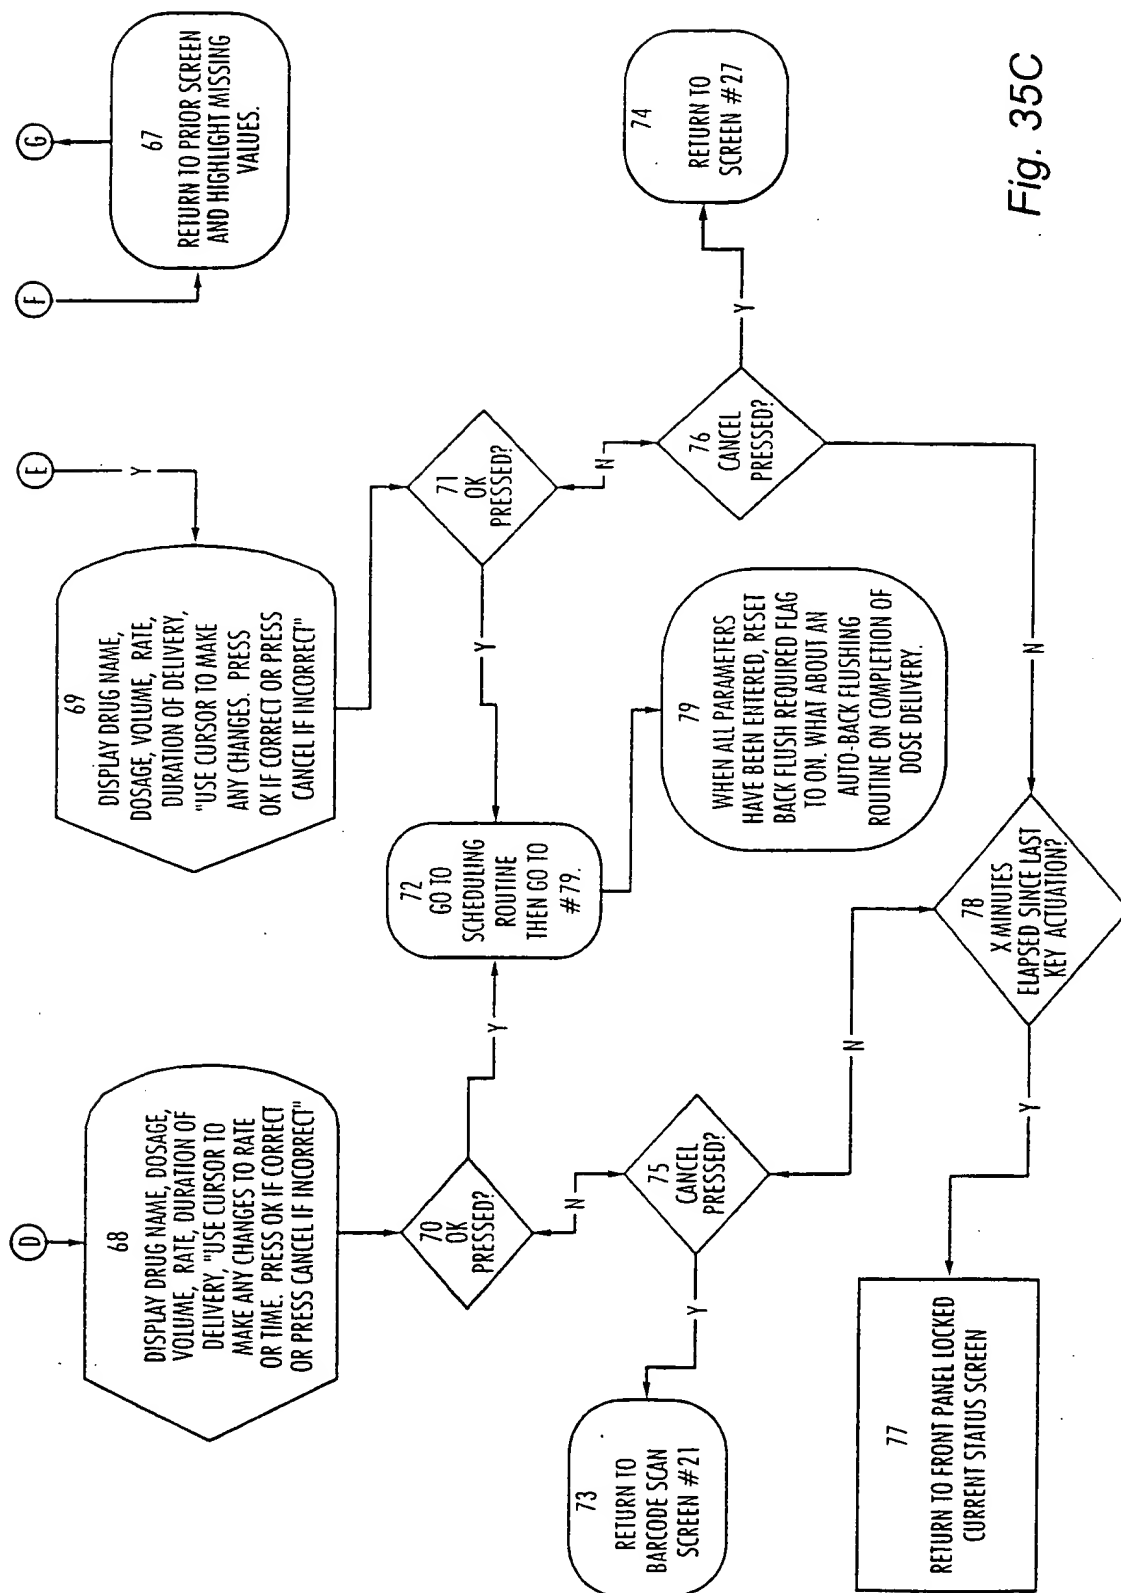 D
68
DISPLAY DRUG NAME, DOSAGE,
VOLUME, RATE, DURATION OF
DELIVERY, "USE CURSOR TO
MAKE ANY CHANGES TO RATE
OR TIME. PRESS OK IF CORRECT
OR PRESS CANCEL IF INCORRECT"
70
OK
PRESSED?
Y
N
75
CANCEL
PRESSED?
Y
N
73
RETURN TO
BARCODE SCAN
SCREEN #21
77
RETURN TO FRONT PANEL LOCKED
CURRENT STATUS SCREEN
E
Y
69
DISPLAY DRUG NAME,
DOSAGE, VOLUME, RATE,
DURATION OF DELIVERY,
"USE CURSOR TO MAKE
ANY CHANGES. PRESS
OK IF CORRECT OR PRESS
CANCEL IF INCORRECT"
71
OK
PRESSED?
Y
N
72
GO TO
SCHEDULING
ROUTINE
THEN GO TO
#79.
79
WHEN ALL PARAMETERS
HAVE BEEN ENTERED, RESET
BACK FLUSH REQUIRED FLAG
TO ON. WHAT ABOUT AN
AUTO-BACK FLUSHING
ROUTINE ON COMPLETION OF
DOSE DELIVERY.
76
CANCEL
PRESSED?
Y
N
78
X MINUTES
ELAPSED SINCE LAST
KEY ACTUATION?
Y
F
G
67
RETURN TO PRIOR SCREEN
AND HIGHLIGHT MISSING
VALUES.
74
RETURN TO
SCREEN #27
Fig. 35C